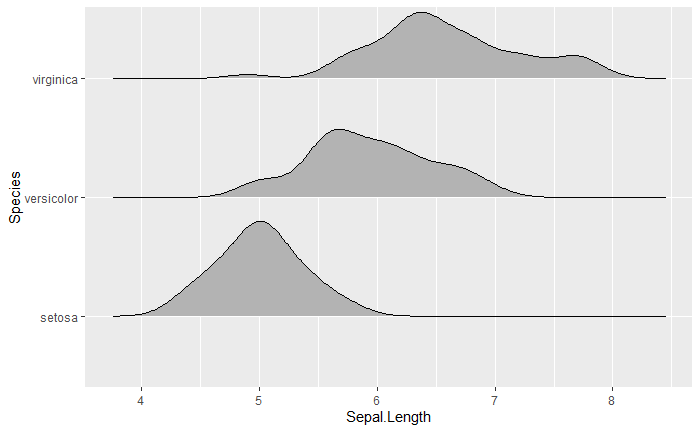 virginica
versicolor
setosa
Species
4 5 6 7 8
Sepal.Length